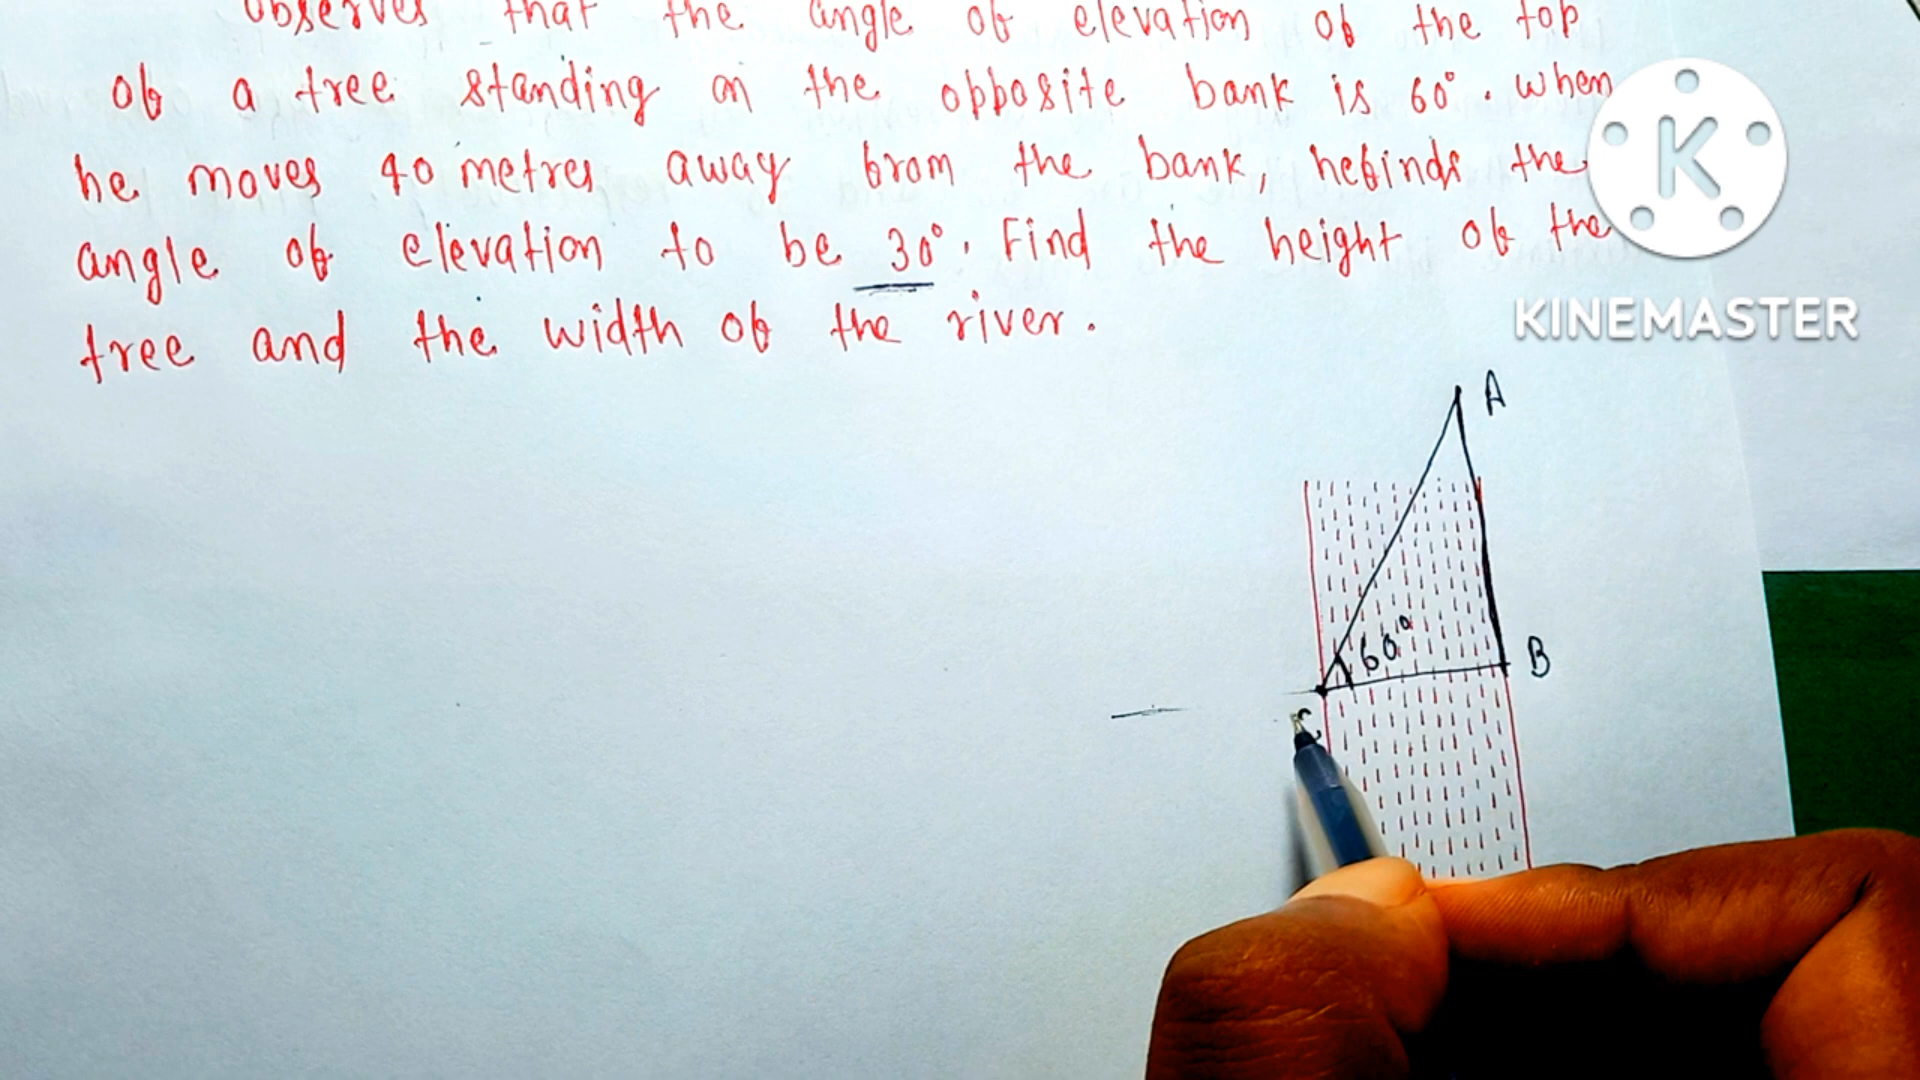 observes that the angle of elevation of the top
of a tree standing on the opposite bank is 60°. when
he moves 40 metres away from the bank, he finds the
angle of elevation to be 30°. Find the height of the
tree and the width of the river.
K
KINEMASTER
A
60°
B
C